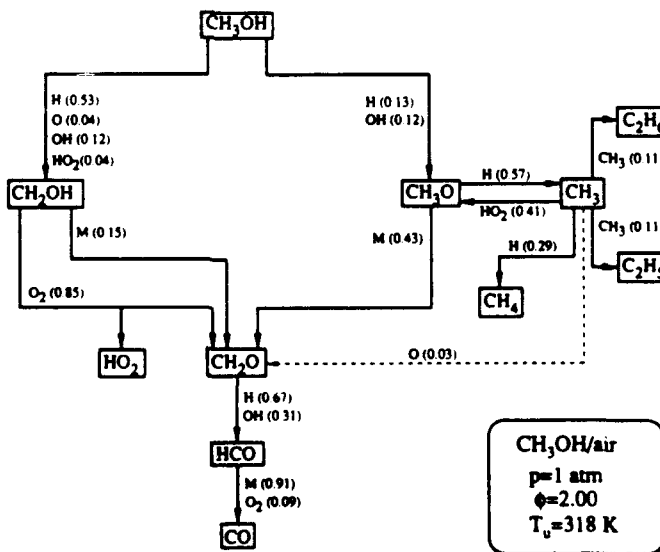 CH3OH
H (0.53)
O (0.04)
OH (0.12)
HO2(0.04)
H (0.13)
OH (0.12)
C2H6
CH3 (0.11
CH2OH
CH3O
H (0.57)
HO2 (0.41)
CH3
M (0.15)
M (0.43)
H (0.29)
CH3 (0.11
C2H5
O2 (0.85)
CH4
HO2
CH2O
O (0.03)
H (0.67)
OH (0.31)
HCO
M (0.91)
O2 (0.09)
CO
CH3OH/air
p=1 atm
ϕ=2.00
Tu=318 K